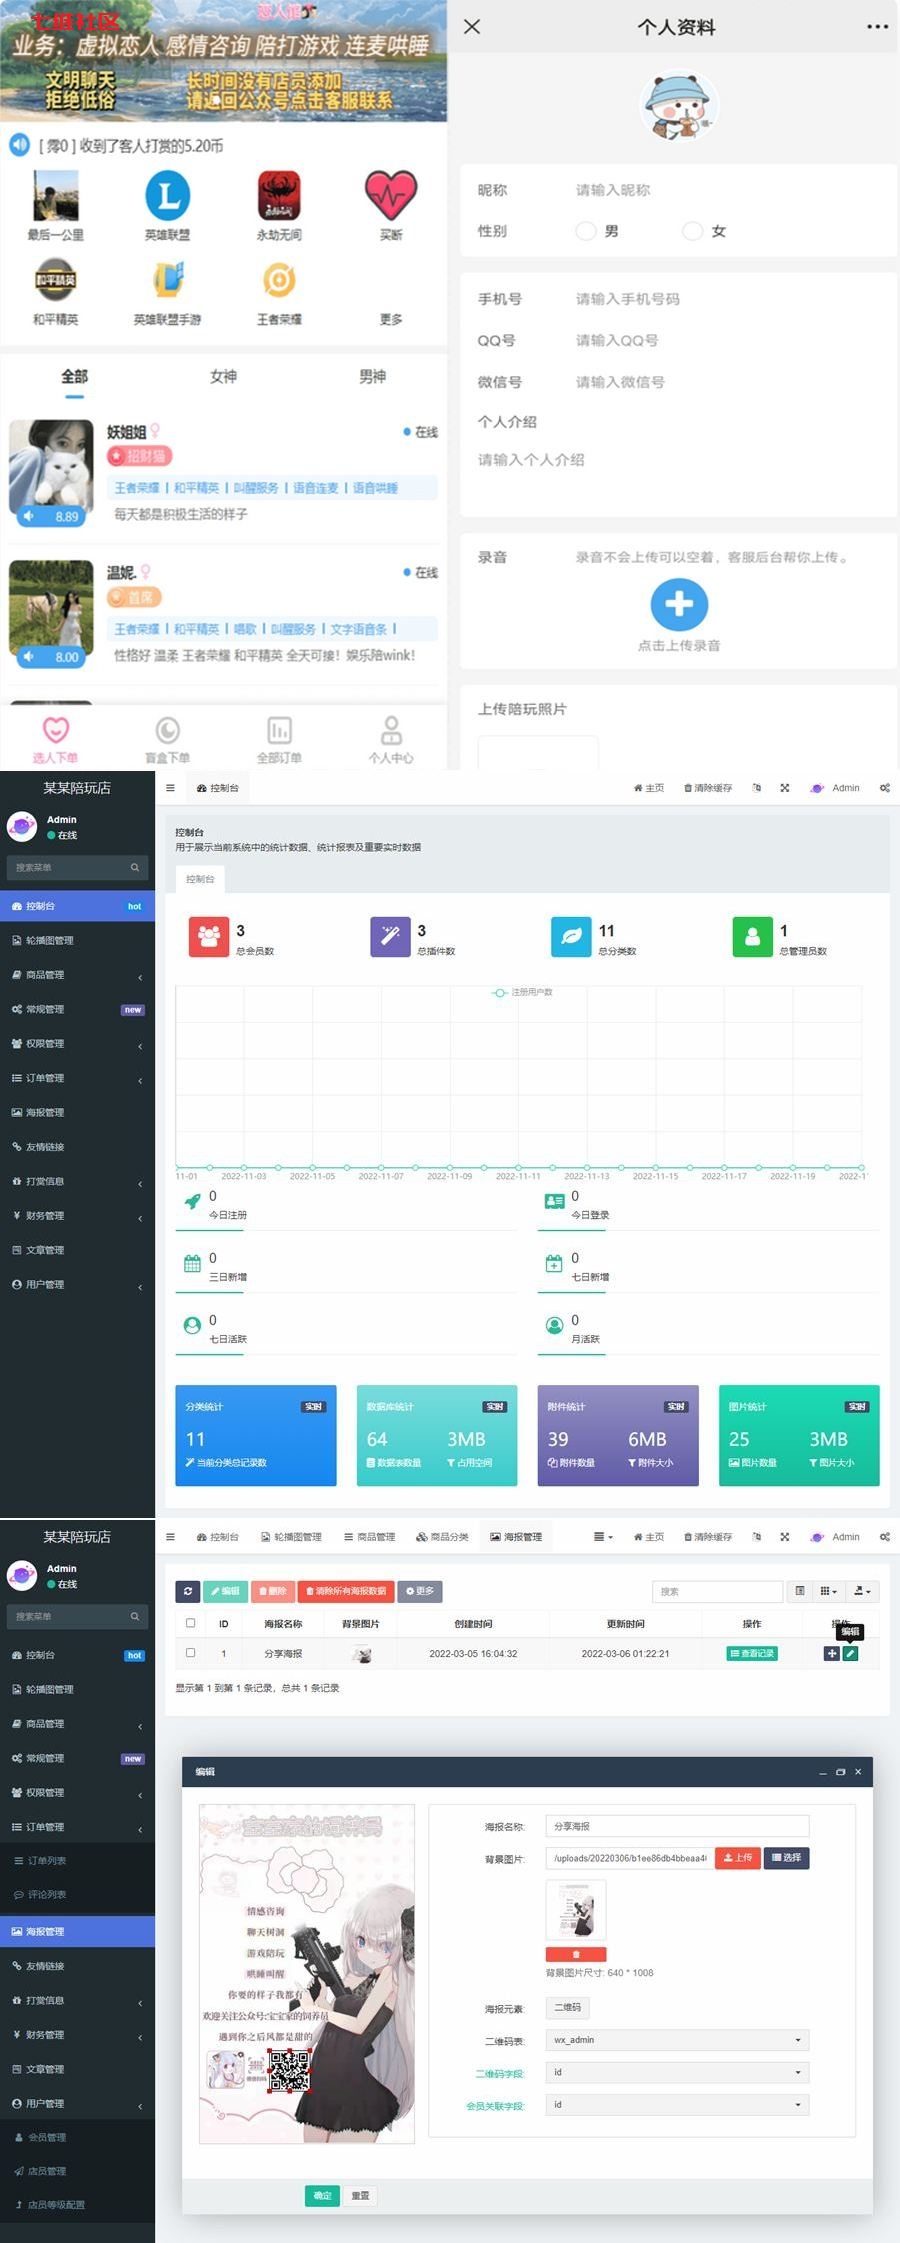 七哩社区
恋人馆
业务：虚拟恋人 感情咨询 陪打游戏 连麦哄睡
文明聊天
拒绝低俗
长时间没有店员添加
请返回公众号点击客服联系
[ 霗0 ] 收到了客人打赏的5.20币
最后一公里
英雄联盟
永劫无间
买断
和平精英
英雄联盟手游
王者荣耀
更多
全部
女神
男神
妖姐姐
在线
招财猫
王者荣耀 | 和平精英 | 叫醒服务 | 语音连麦 | 语音哄睡
8.89
每天都是积极生活的样子
温妮.
在线
首席
王者荣耀 | 和平精英 | 唱歌 | 叫醒服务 | 文字语音条 |
8.00
性格好 温柔 王者荣耀 和平精英 全天可接！娱乐陪wink！
选人下单
盲盒下单
全部订单
个人中心
个人资料
昵称
请输入昵称
性别
男
女
手机号
请输入手机号码
QQ号
请输入QQ号
微信号
请输入微信号
个人介绍
请输入个人介绍
录音
录音不会上传可以空着，客服后台帮你上传。
点击上传录音
上传陪玩照片
某某陪玩店
Admin
在线
搜索菜单
控制台
hot
轮播图管理
商品管理
常规管理
new
权限管理
订单管理
海报管理
友情链接
打赏信息
财务管理
文章管理
用户管理
控制台
主页
清除缓存
Admin
控制台
用于展示当前系统中的统计数据、统计报表及重要实时数据
控制台
3
总会员数
3
总插件数
11
总分类数
1
总管理员数
注册用户数
11-01
2022-11-03
2022-11-05
2022-11-07
2022-11-09
2022-11-11
2022-11-13
2022-11-15
2022-11-17
2022-11-19
2022-1
0
今日注册
0
今日登录
0
三日新增
0
七日新增
0
七日活跃
0
月活跃
分类统计
实时
11
当前分类总记录数
数据库统计
实时
64
3MB
数据表数量
占用空间
附件统计
实时
39
6MB
附件数量
附件大小
图片统计
实时
25
3MB
图片数量
图片大小
某某陪玩店
Admin
在线
搜索菜单
控制台
hot
轮播图管理
商品管理
常规管理
new
权限管理
订单管理
订单列表
评论列表
海报管理
友情链接
打赏信息
财务管理
文章管理
用户管理
会员管理
店员管理
店员等级配置
控制台
轮播图管理
商品管理
商品分类
海报管理
主页
清除缓存
Admin
编辑
删除
清除所有海报数据
更多
搜索
ID
海报名称
背景图片
创建时间
更新时间
操作
操作
编辑
1
分享海报
2022-03-05 16:04:32
2022-03-06 01:22:21
查看记录
显示第 1 到第 1 条记录，总共 1 条记录
编辑
宝宝家的饲养员
情感咨询
聊天树洞
游戏陪玩
哄睡叫醒
你要的样子我都有
欢迎关注公众号:宝宝家的饲养员
遇到你之后风都是甜的
海报名称:
分享海报
背景图片:
/uploads/20220306/b1ee86db4bbeaa4
上传
选择
背景图片尺寸: 640 * 1008
海报元素:
二维码
二维码表:
wx_admin
二维码字段:
id
会员关联字段:
id
确定
重置